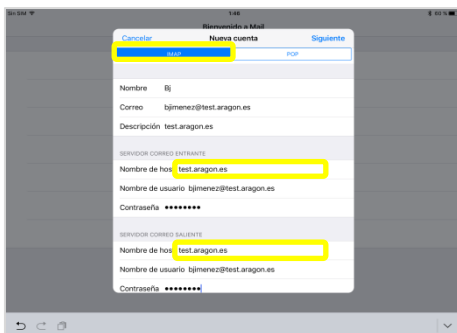 Sin SIM 1:46 60 %
Bienvenido a Mail
Cancelar Nueva cuenta Siguiente
IMAP POP
Nombre Bj
Correo bjimenez@test.aragon.es
Descripción test.aragon.es
SERVIDOR CORREO ENTRANTE
Nombre de hos test.aragon.es
Nombre de usuario bjimenez@test.aragon.es
Contraseña ●●●●●●●●
SERVIDOR CORREO SALIENTE
Nombre de hos test.aragon.es
Nombre de usuario bjimenez@test.aragon.es
Contraseña ●●●●●●●●